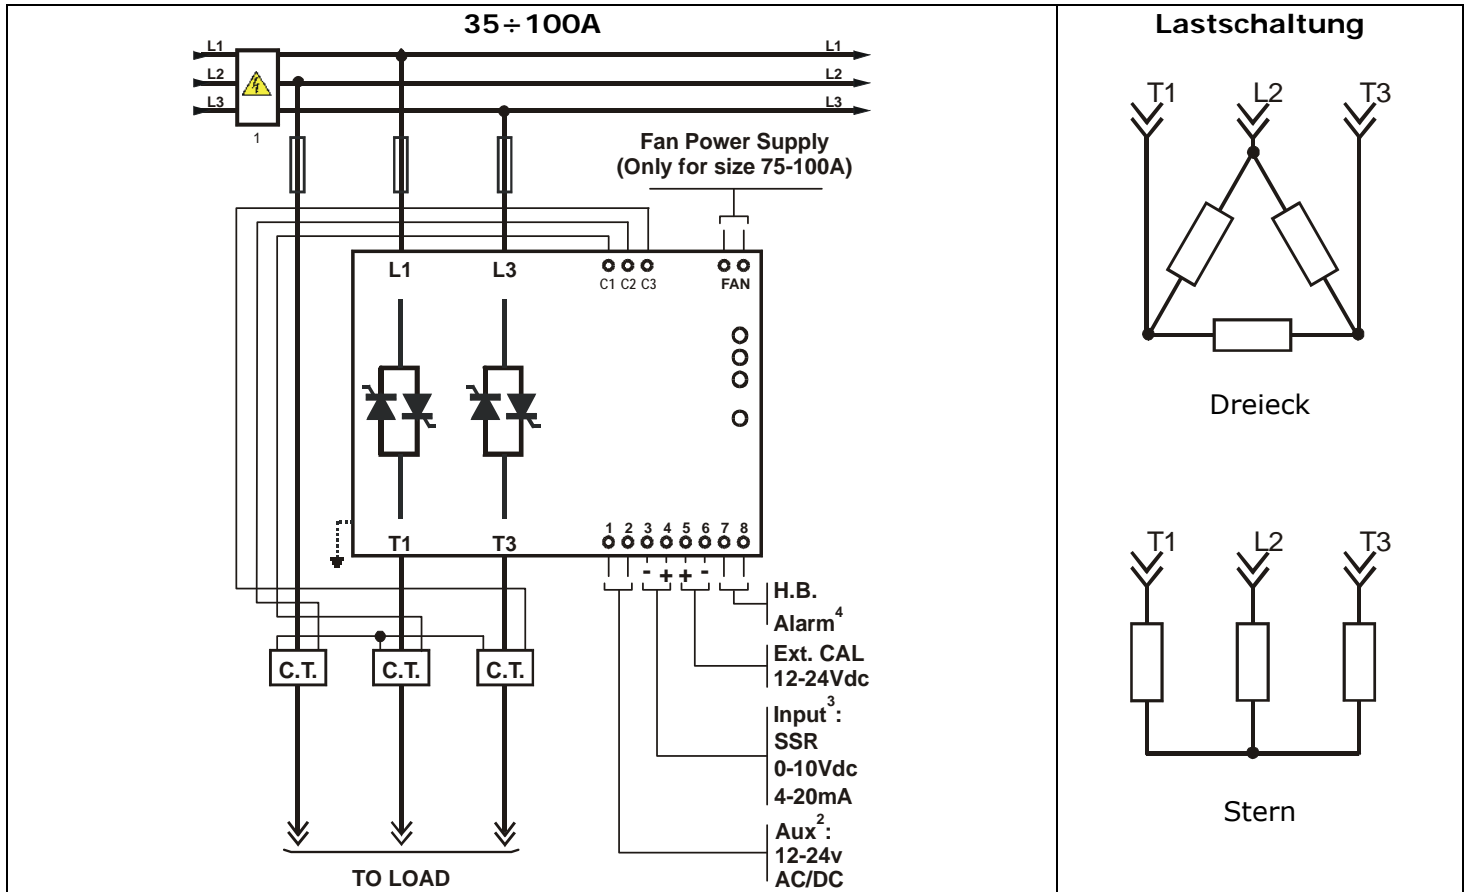 35÷100A
Lastschaltung
L1 L1
L2 L2
L3 L3
1
Fan Power Supply
(Only for size 75-100A)
L1 L3
C1 C2 C3
FAN
T1 T3
1 2 3 4 5 6 7 8
- + + -
H.B.
Alarm⁴
Ext. CAL
12-24Vdc
Input³:
SSR
0-10Vdc
4-20mA
Aux²:
12-24v
AC/DC
C.T. C.T. C.T.
TO LOAD
T1 L2 T3
Dreieck
T1 L2 T3
Stern